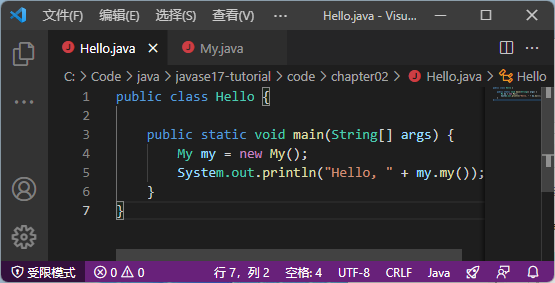 文件(F) 编辑(E) 选择(S) 查看(V) ··· Hello.java - Visu...
Hello.java My.java
C: > Code > java > javase17-tutorial > code > chapter02 > Hello.java > Hello
1 public class Hello {
2
3 public static void main(String[] args) {
4 My my = new My();
5 System.out.println("Hello, " + my.my());
6 }
7 }
受限模式 0 0 行 7，列 2 空格: 4 UTF-8 CRLF Java